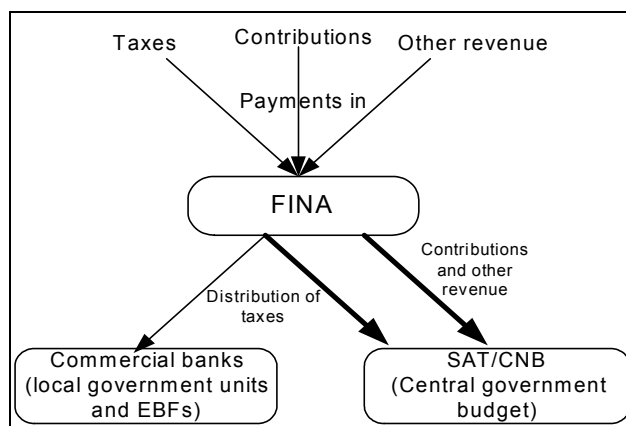 Taxes
Contributions
Other revenue
Payments in
FINA
Contributions
and other
revenue
Distribution of
taxes
Commercial banks
(local government units
and EBFs)
SAT/CNB
(Central government
budget)